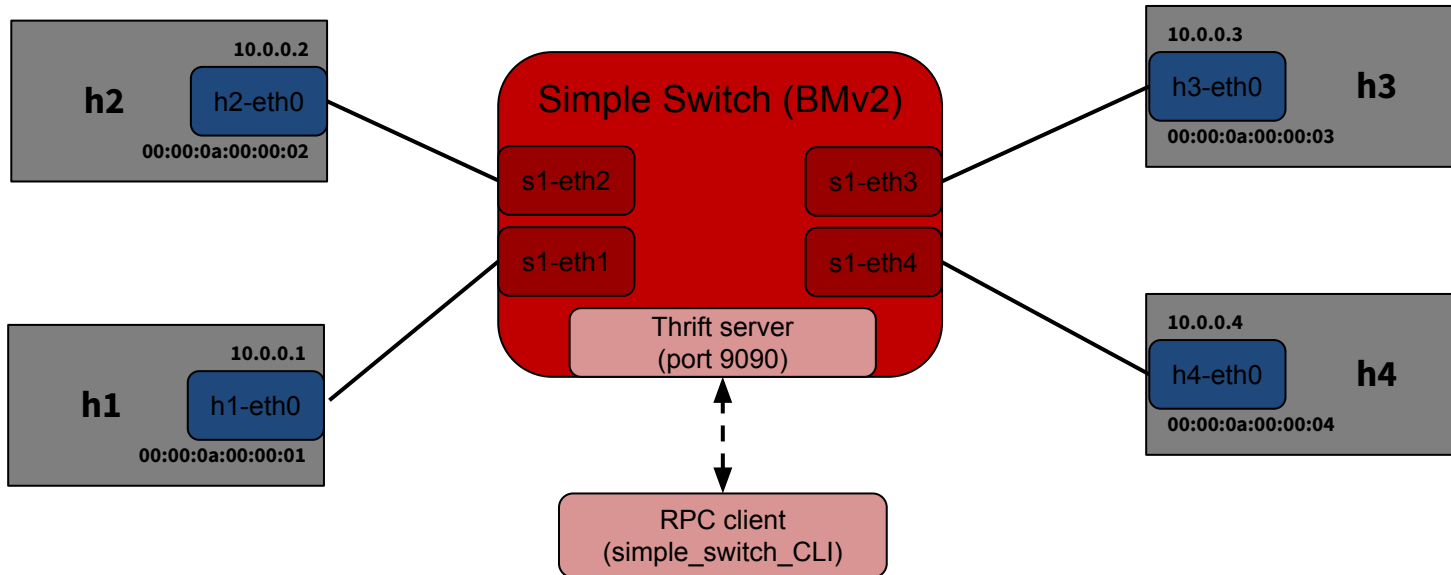 10.0.0.2
h2
h2-eth0
00:00:0a:00:00:02
10.0.0.1
h1
h1-eth0
00:00:0a:00:00:01
Simple Switch (BMv2)
s1-eth2
s1-eth3
s1-eth1
s1-eth4
Thrift server
(port 9090)
RPC client
(simple_switch_CLI)
10.0.0.3
h3-eth0
h3
00:00:0a:00:00:03
10.0.0.4
h4-eth0
h4
00:00:0a:00:00:04